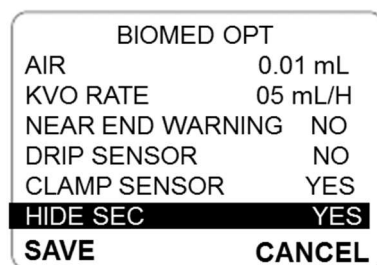 BIOMED OPT
AIR 0.01 mL
KVO RATE 05 mL/H
NEAR END WARNING NO
DRIP SENSOR NO
CLAMP SENSOR YES
HIDE SEC YES
SAVE CANCEL